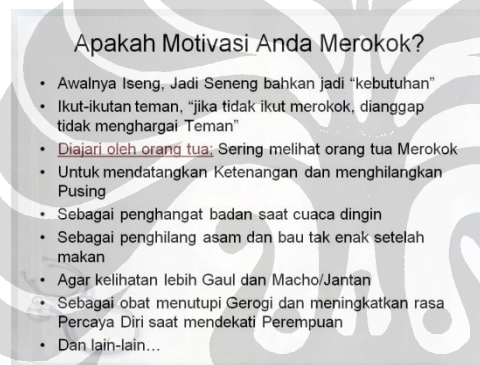 Apakah Motivasi Anda Merokok?
• Awalnya Iseng, Jadi Seneng bahkan jadi “kebutuhan”
• Ikut-ikutan teman, “jika tidak ikut merokok, dianggap
tidak menghargai Teman”
• Diajari oleh orang tua; Sering melihat orang tua Merokok
• Untuk mendatangkan Ketenangan dan menghilangkan
Pusing
• Sebagai penghangat badan saat cuaca dingin
• Sebagai penghilang asam dan bau tak enak setelah
makan
• Agar kelihatan lebih Gaul dan Macho/Jantan
• Sebagai obat menutupi Gerogi dan meningkatkan rasa
Percaya Diri saat mendekati Perempuan
• Dan lain-lain…